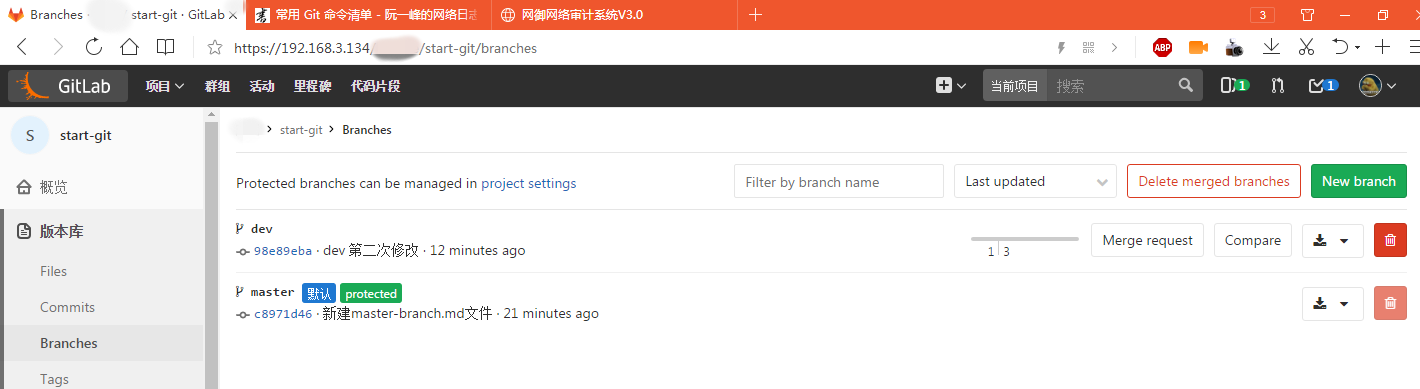 Branches · start-git · GitLab
常用 Git 命令清单 - 阮一峰的网络日志
网御网络审计系统V3.0
3
https://192.168.3.134/ /start-git/branches
ABP
GitLab
项目 群组 活动 里程碑 代码片段
当前项目 搜索 1 1
S start-git
start-git > Branches
概览
Protected branches can be managed in project settings
Filter by branch name
Last updated
Delete merged branches
New branch
版本库
dev
98e89eba · dev 第二次修改 · 12 minutes ago
1 3
Merge request
Compare
Files
master 默认 protected
c8971d46 · 新建master-branch.md文件 · 21 minutes ago
Commits
Branches
Tags